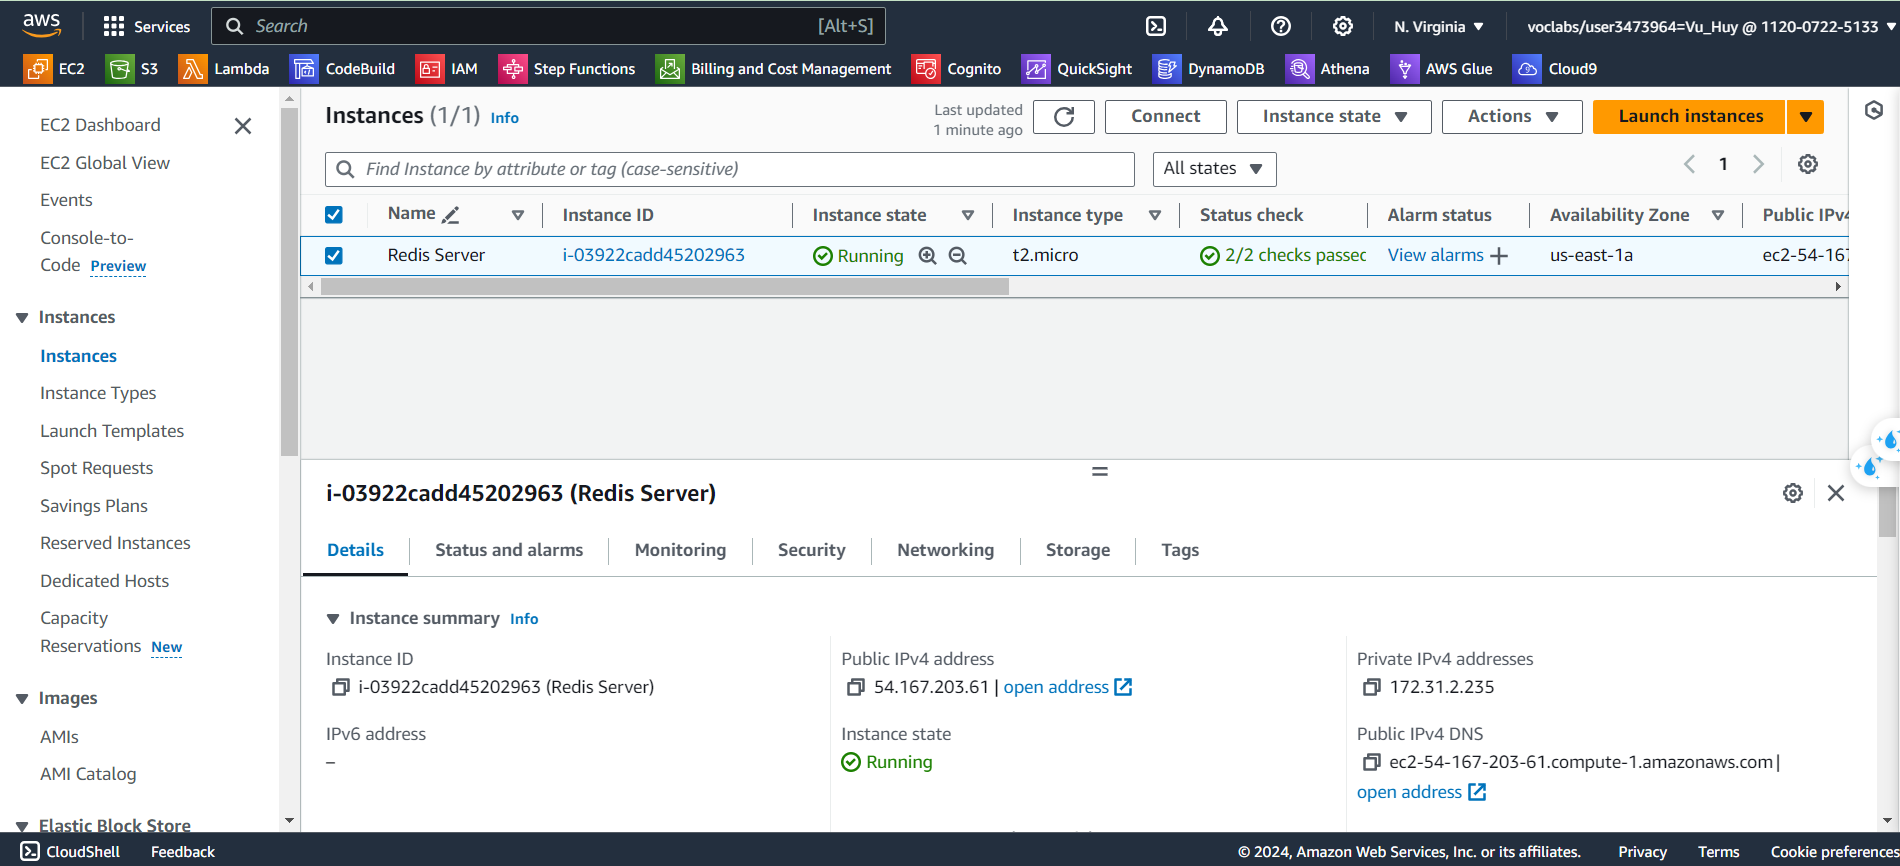 aws
Services
Search
[Alt+S]
N. Virginia
voclabs/user3473964=Vu_Huy @ 1120-0722-5133
EC2
S3
Lambda
CodeBuild
IAM
Step Functions
Billing and Cost Management
Cognito
QuickSight
DynamoDB
Athena
AWS Glue
Cloud9
EC2 Dashboard
EC2 Global View
Events
Console-to-
Code Preview
Instances
Instances
Instance Types
Launch Templates
Spot Requests
Savings Plans
Reserved Instances
Dedicated Hosts
Capacity
Reservations New
Images
AMIs
AMI Catalog
Elastic Block Store
Instances (1/1) Info
Last updated
1 minute ago
Connect
Instance state
Actions
Launch instances
Find Instance by attribute or tag (case-sensitive)
All states
1
Name Instance ID Instance state Instance type Status check Alarm status Availability Zone Public IPv4
Redis Server i-03922cadd45202963 Running t2.micro 2/2 checks passec View alarms us-east-1a ec2-54-167
i-03922cadd45202963 (Redis Server)
Details Status and alarms Monitoring Security Networking Storage Tags
Instance summary Info
Instance ID
i-03922cadd45202963 (Redis Server)
Public IPv4 address
54.167.203.61 | open address
Private IPv4 addresses
172.31.2.235
IPv6 address
–
Instance state
Running
Public IPv4 DNS
ec2-54-167-203-61.compute-1.amazonaws.com |
open address
CloudShell
Feedback
© 2024, Amazon Web Services, Inc. or its affiliates.
Privacy
Terms
Cookie preferences